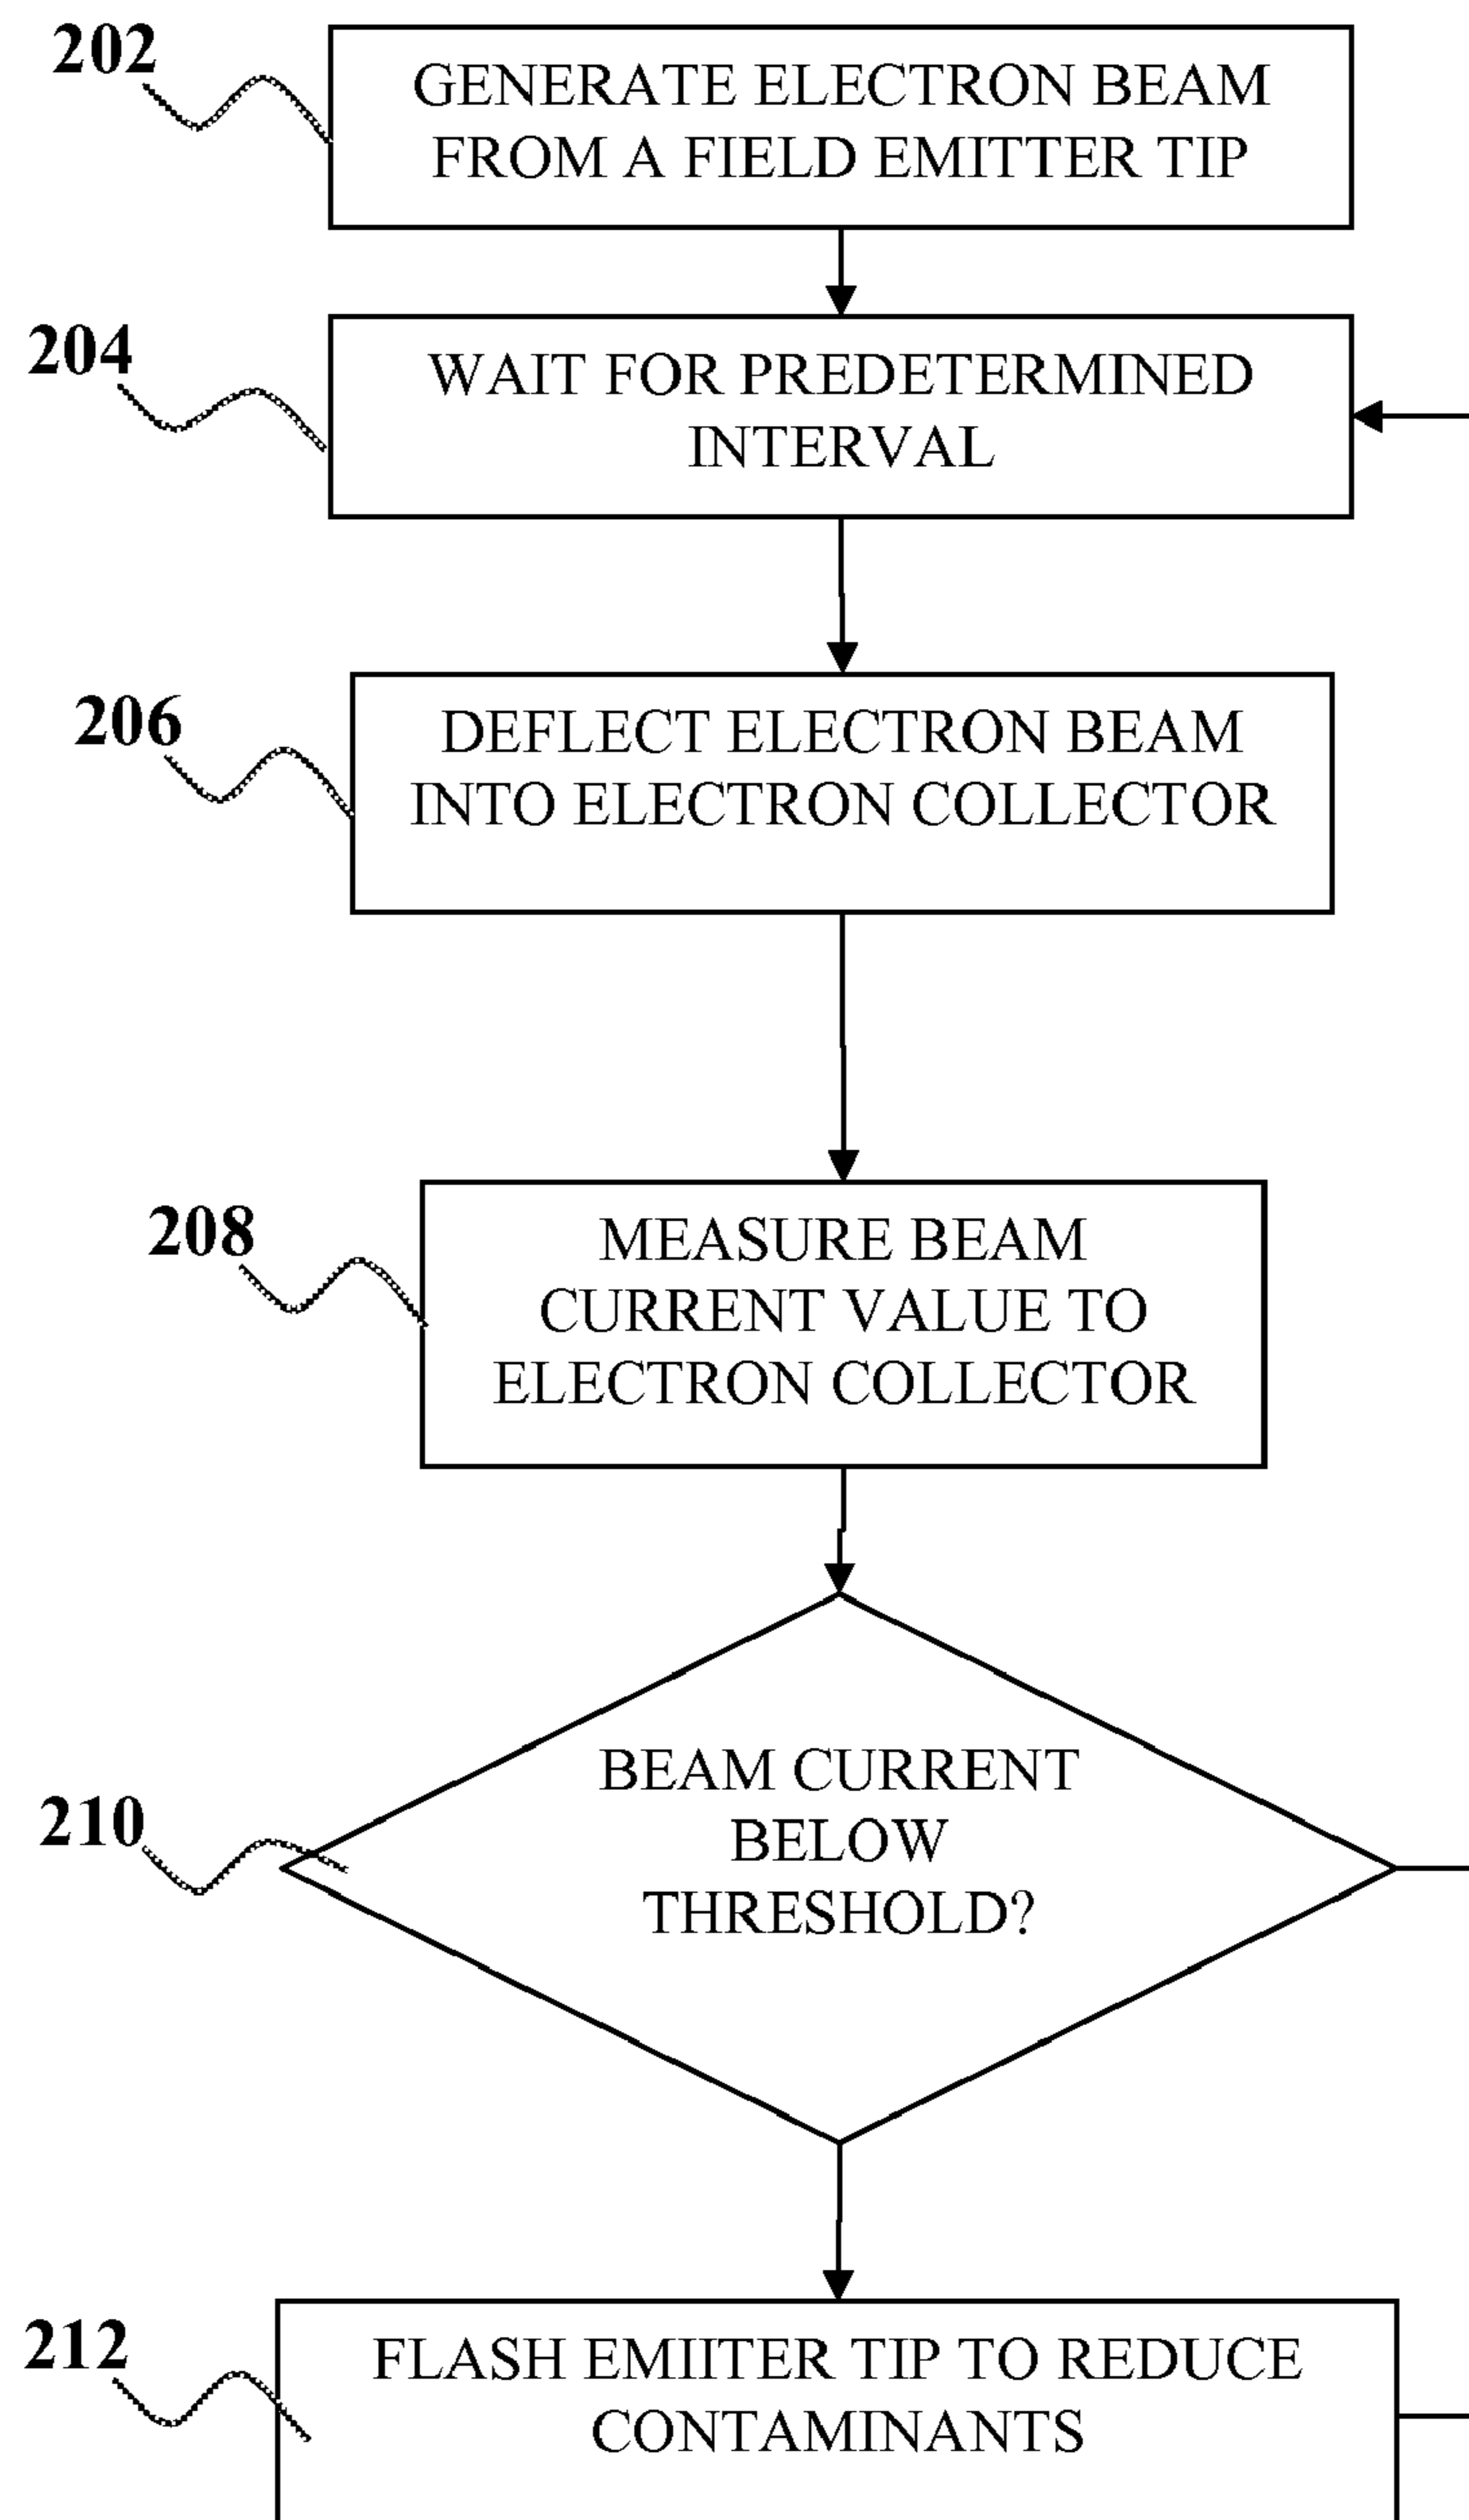 202
GENERATE ELECTRON BEAM
FROM A FIELD EMITTER TIP
204
WAIT FOR PREDETERMINED
INTERVAL
206
DEFLECT ELECTRON BEAM
INTO ELECTRON COLLECTOR
208
MEASURE BEAM
CURRENT VALUE TO
ELECTRON COLLECTOR
210
BEAM CURRENT
BELOW
THRESHOLD?
212
FLASH EMIITER TIP TO REDUCE
CONTAMINANTS